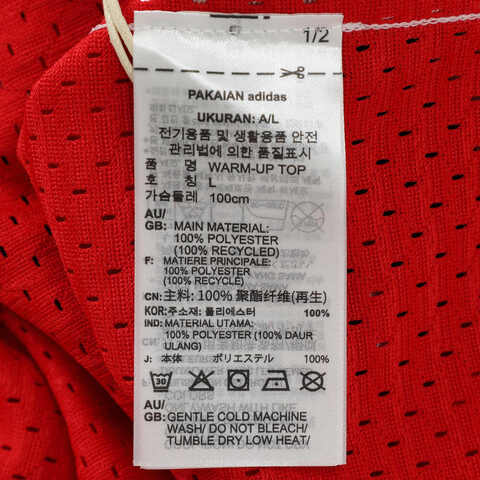 1/2
PAKAIAN adidas
UKURAN: A/L
전기용품 및 생활용품 안전
관리법에 의한 품질표시
품 명 WARM-UP TOP
호 칭 L
가슴둘레 100cm
AU/
GB: MAIN MATERIAL:
100% POLYESTER
(100% RECYCLED)
F: MATIERE PRINCIPALE:
100% POLYESTER
(100% RECYCLE)
CN: 主料: 100% 聚酯纤维(再生)
KOR: 주소재: 폴리에스터 100%
IND: MATERIAL UTAMA:
100% POLYESTER (100% DAUR
ULANG)
J: 本体 ポリエステル 100%
30
AU/
GB: GENTLE COLD MACHINE
WASH/ DO NOT BLEACH/
TUMBLE DRY LOW HEAT/